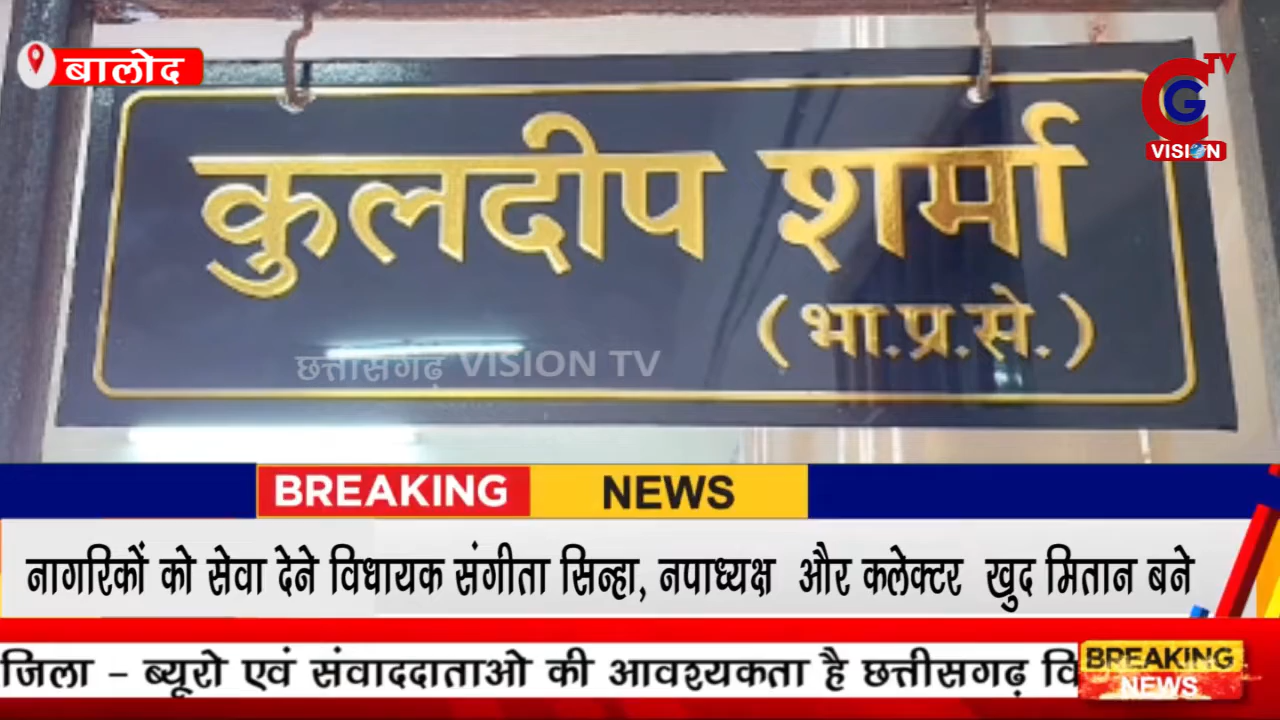 बालोद
CG TV
VISION
कुलदीप शर्मा
( भा.प्र.से. )
छत्तीसगढ़ VISION TV
BREAKING NEWS
नागरिकों को सेवा देने विधायक संगीता सिन्हा, नपाध्यक्ष और कलेक्टर खुद मितान बने
जिला - ब्यूरो एवं संवाददाताओ की आवश्यकता है छत्तीसगढ़ वि
BREAKING
NEWS